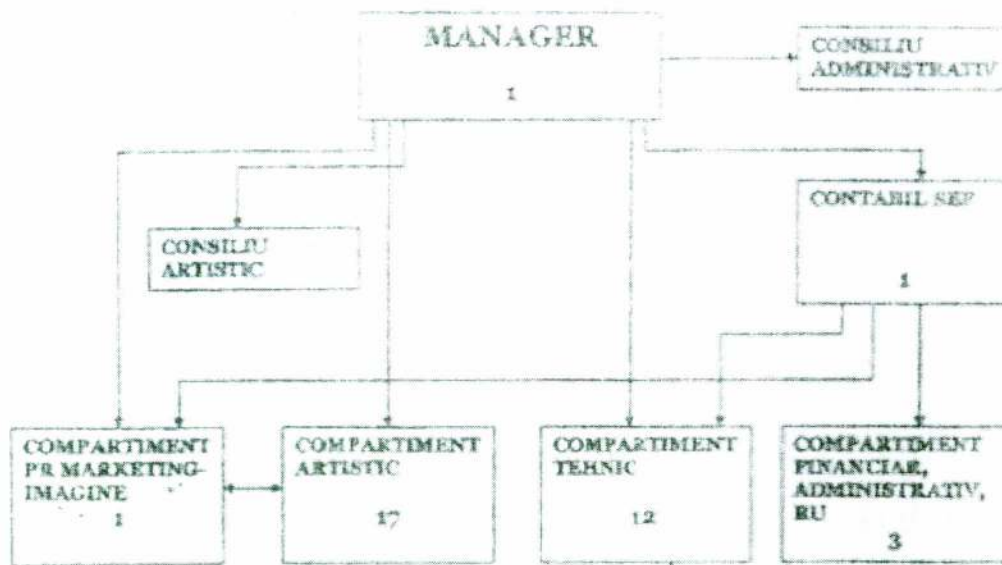 MANAGER
1
CONSILIU
ADMINISTRATIV
CONTABIL SEF
1
CONSILIU
ARTISTIC
COMPARTIMENT
PR MARKETING-
IMAGINE
1
COMPARTIMENT
ARTISTIC
17
COMPARTIMENT
TEHNIC
12
COMPARTIMENT
FINANCIAR,
ADMINISTRATIV,
RU
3